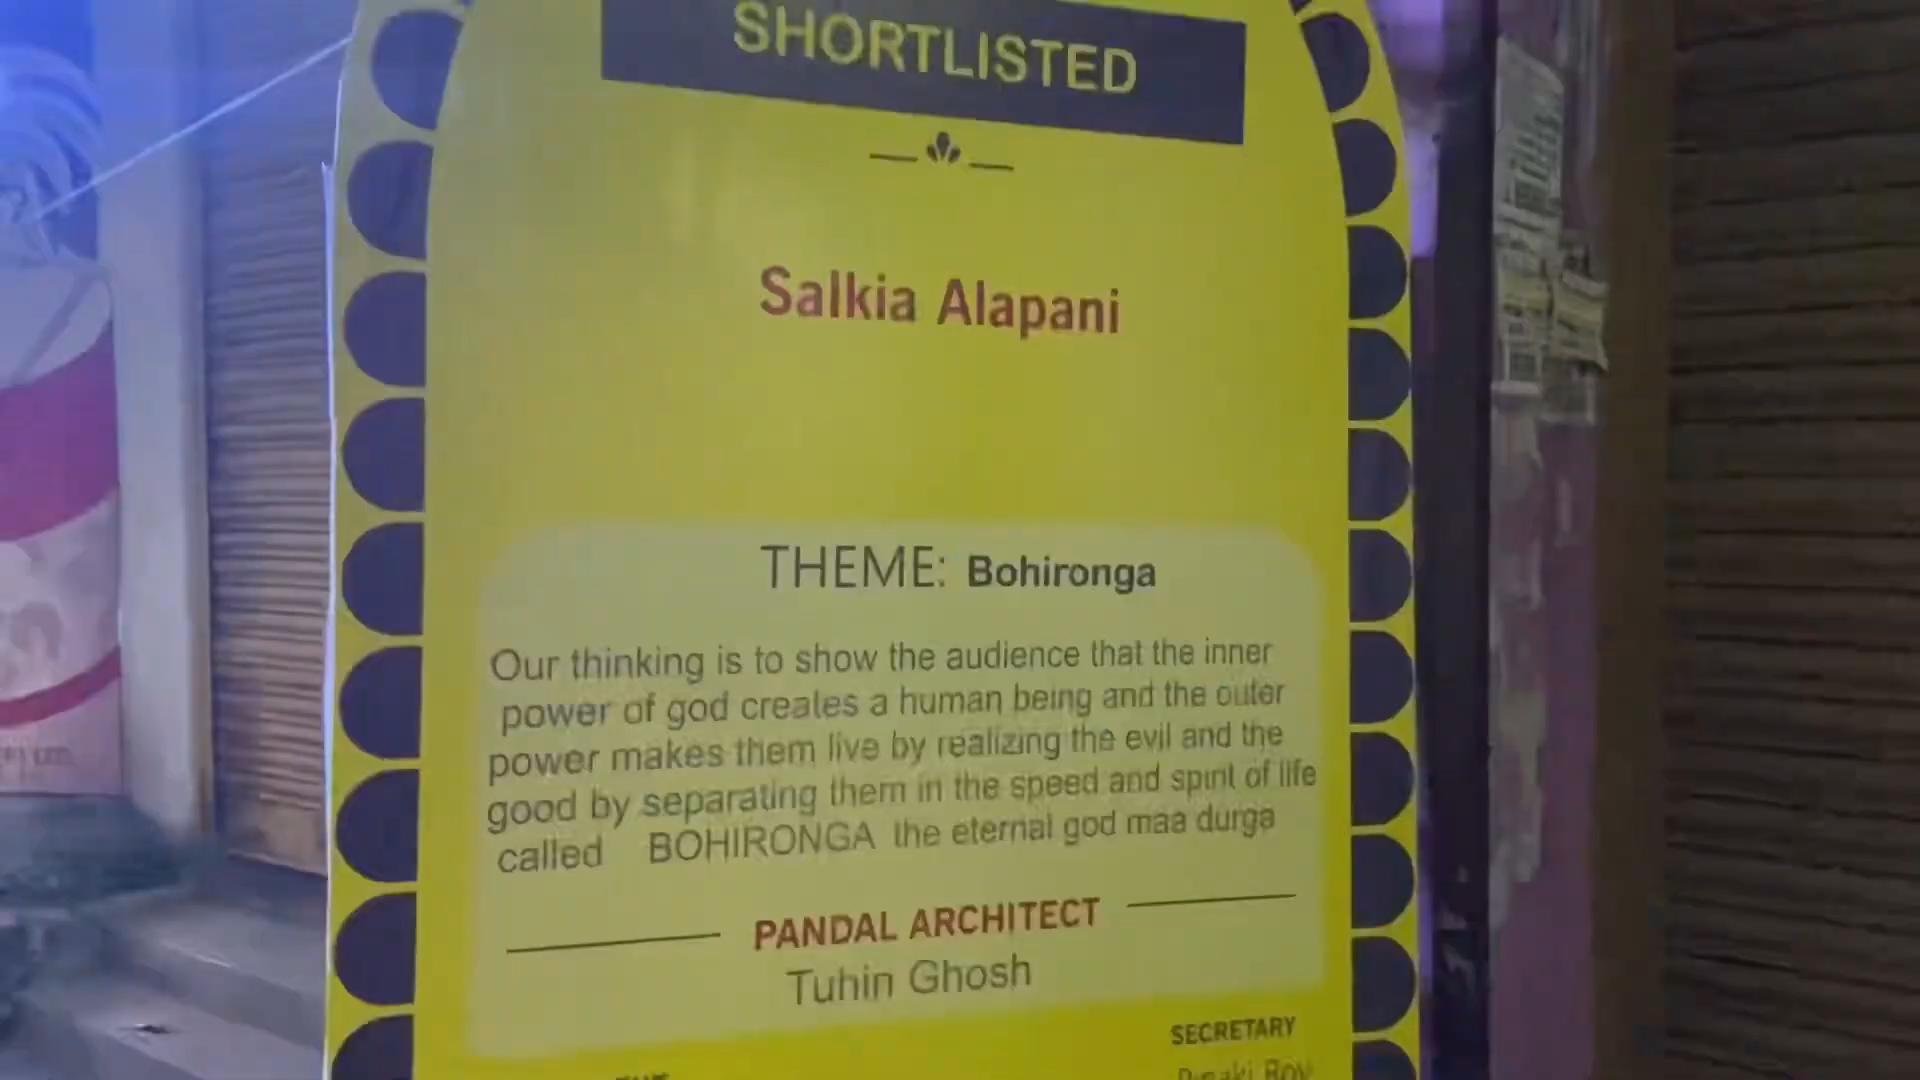 SHORTLISTED
Salkia Alapani
THEME: Bohironga
Our thinking is to show the audience that the inner
power of god creates a human being and the outer
power makes them live by realizing the evil and the
good by separating them in the speed and spirit of life
called BOHIRONGA the eternal god maa durga
PANDAL ARCHITECT
Tuhin Ghosh
SECRETARY
Pinaki Roy